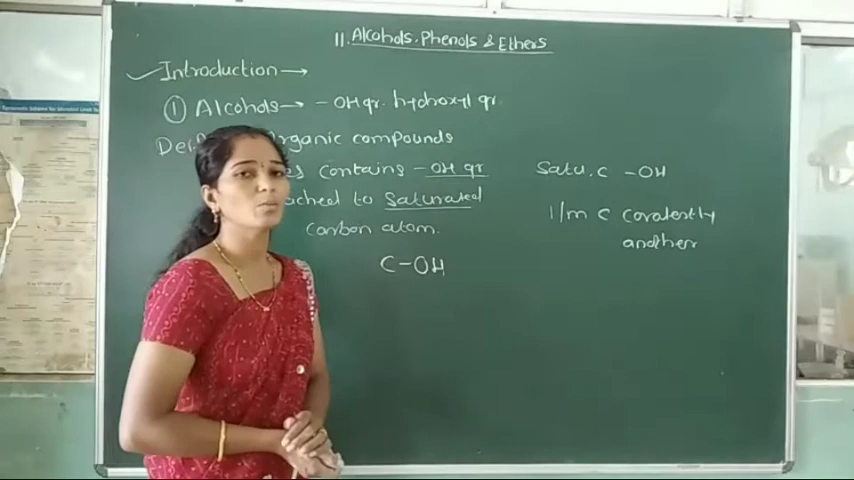 11. Alcohols, Phenols & Ethers
Introduction →
① Alcohols → - OH gr. hydroxyl gr.
Organic compounds
contains - OH gr
to Saturated
carbon atom.
C-OH
Satu. C - OH
1/m C covalently
another